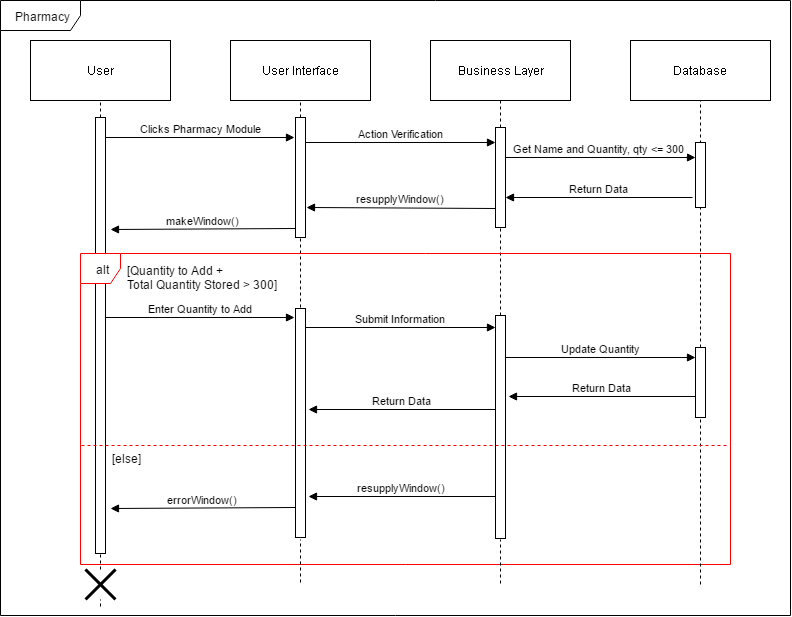 Pharmacy
User
User Interface
Business Layer
Database
Clicks Pharmacy Module
Action Verification
Get Name and Quantity, qty <= 300
Return Data
resupplyWindow()
makeWindow()
alt
[Quantity to Add +
Total Quantity Stored > 300]
Enter Quantity to Add
Submit Information
Update Quantity
Return Data
Return Data
[else]
resupplyWindow()
errorWindow()